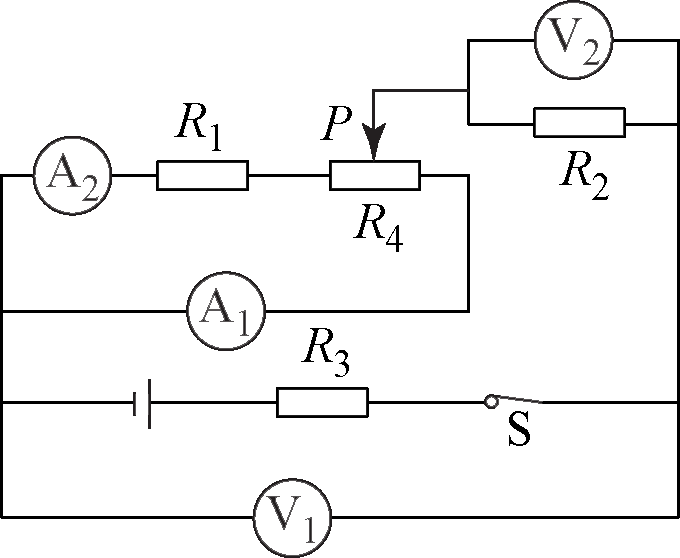 V₂
R₁
P
A₂
R₂
R₄
A₁
R₃
S
V₁